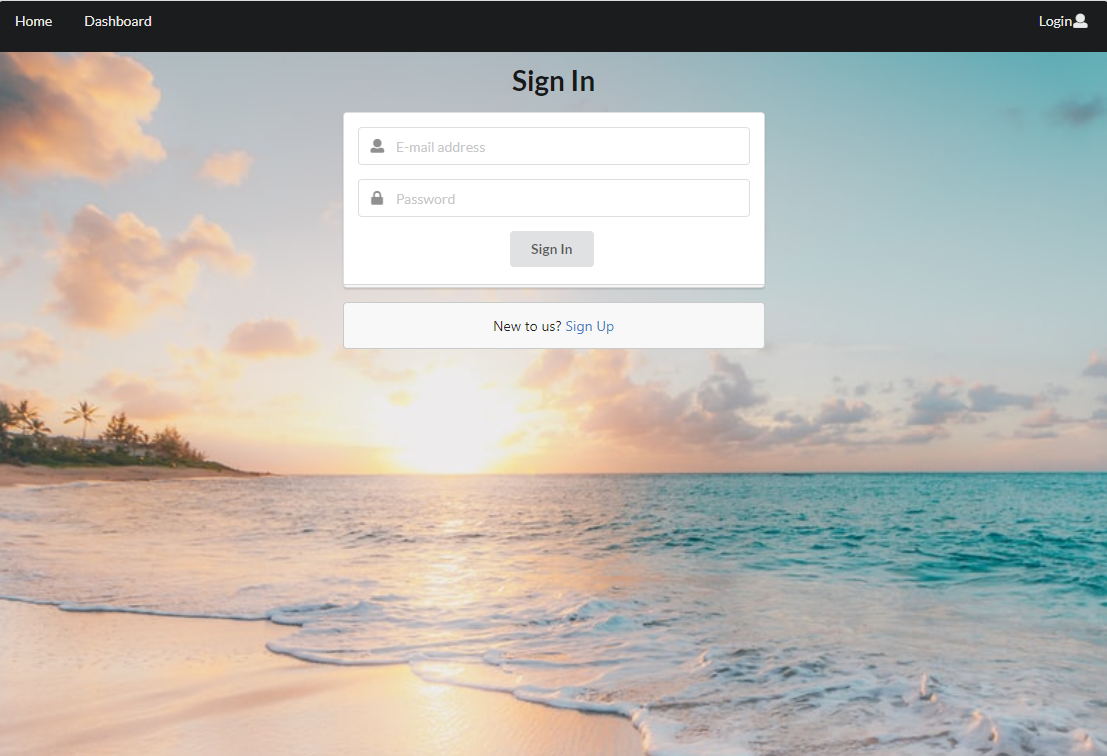 Home Dashboard Login
Sign In
E-mail address
Password
Sign In
New to us? Sign Up